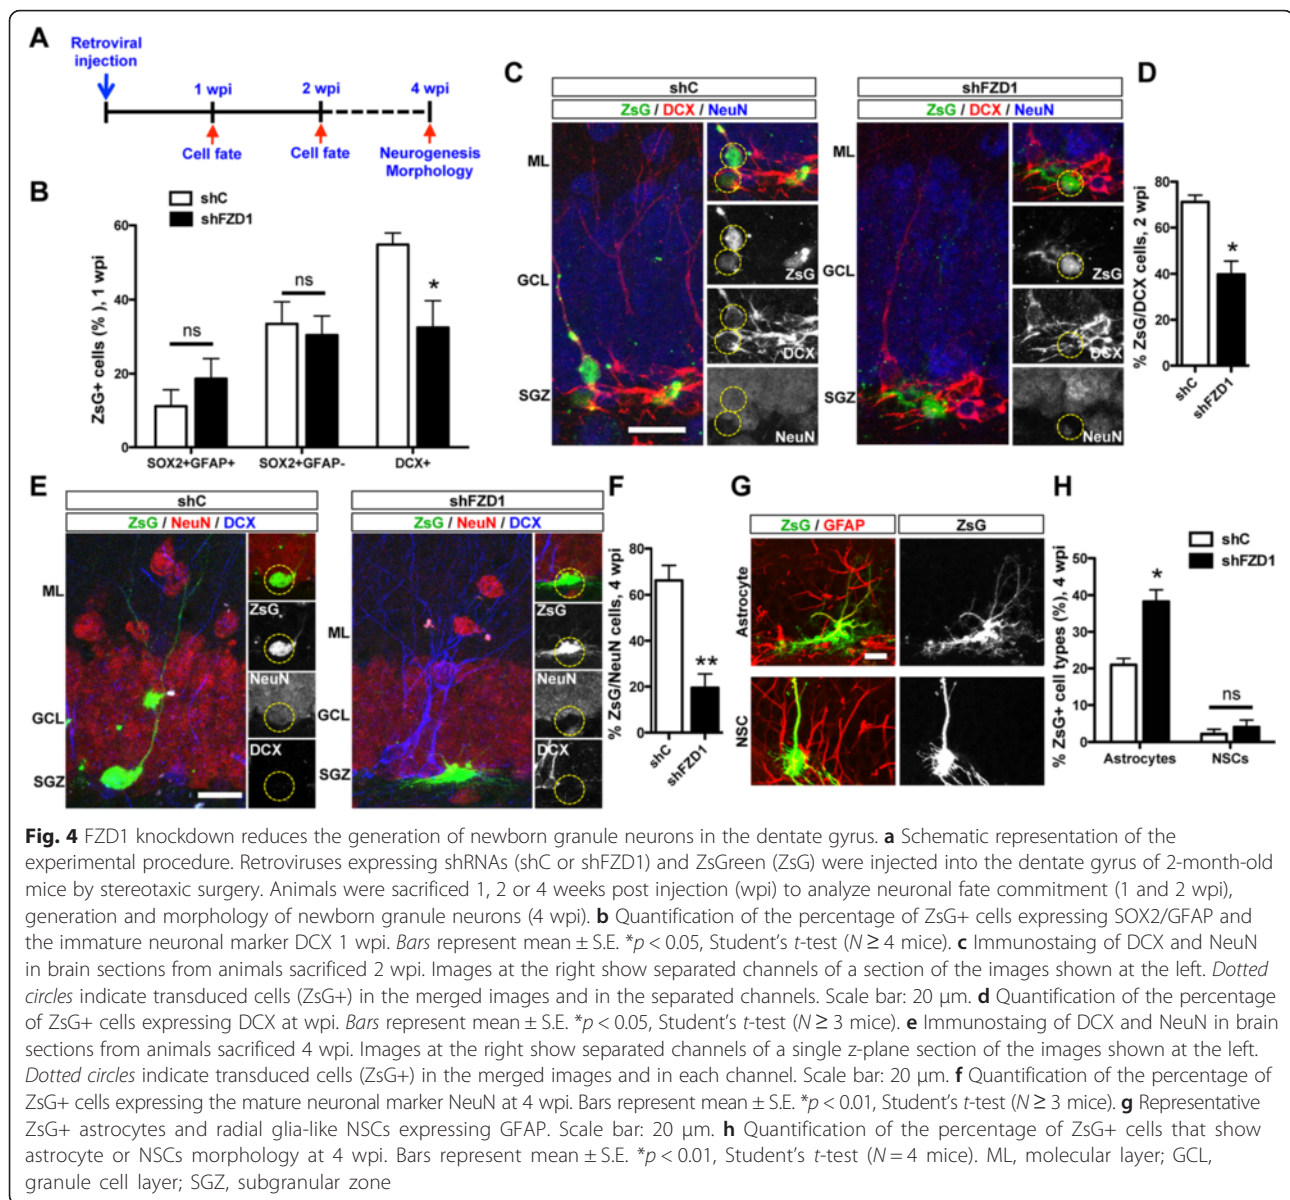 A
Retroviral
injection
1 wpi
2 wpi
4 wpi
Cell fate
Cell fate
Neurogenesis
Morphology
B
shC
shFZD1
ZsG+ cells (% ), 1 wpi
60
40
20
0
ns
ns
*
SOX2+GFAP+
SOX2+GFAP-
DCX+
C
shC
ZsG / DCX / NeuN
ML
GCL
SGZ
ZsG
DCX
NeuN
shFZD1
ZsG / DCX / NeuN
ML
GCL
SGZ
ZsG
DCX
NeuN
D
% ZsG/DCX cells, 2 wpi
80
60
40
20
0
*
shC
shFZD1
E
shC
ZsG / NeuN / DCX
ML
GCL
SGZ
ZsG
NeuN
DCX
shFZD1
ZsG / NeuN / DCX
ML
GCL
SGZ
ZsG
NeuN
DCX
F
% ZsG/NeuN cells, 4 wpi
80
60
40
20
0
**
shC
shFZD1
G
ZsG / GFAP
ZsG
Astrocyte
NSC
H
shC
shFZD1
% ZsG+ cell types (%), 4 wpi
50
40
30
20
10
0
*
ns
Astrocytes
NSCs
Fig. 4 FZD1 knockdown reduces the generation of newborn granule neurons in the dentate gyrus. a Schematic representation of the
experimental procedure. Retroviruses expressing shRNAs (shC or shFZD1) and ZsGreen (ZsG) were injected into the dentate gyrus of 2-month-old
mice by stereotaxic surgery. Animals were sacrificed 1, 2 or 4 weeks post injection (wpi) to analyze neuronal fate commitment (1 and 2 wpi),
generation and morphology of newborn granule neurons (4 wpi). b Quantification of the percentage of ZsG+ cells expressing SOX2/GFAP and
the immature neuronal marker DCX 1 wpi. Bars represent mean ± S.E. *p < 0.05, Student's t-test (N ≥ 4 mice). c Immunostaing of DCX and NeuN
in brain sections from animals sacrificed 2 wpi. Images at the right show separated channels of a section of the images shown at the left. Dotted
circles indicate transduced cells (ZsG+) in the merged images and in the separated channels. Scale bar: 20 μm. d Quantification of the percentage
of ZsG+ cells expressing DCX at wpi. Bars represent mean ± S.E. *p < 0.05, Student's t-test (N ≥ 3 mice). e Immunostaing of DCX and NeuN in brain
sections from animals sacrificed 4 wpi. Images at the right show separated channels of a single z-plane section of the images shown at the left.
Dotted circles indicate transduced cells (ZsG+) in the merged images and in each channel. Scale bar: 20 μm. f Quantification of the percentage of
ZsG+ cells expressing the mature neuronal marker NeuN at 4 wpi. Bars represent mean ± S.E. *p < 0.01, Student's t-test (N ≥ 3 mice). g Representative
ZsG+ astrocytes and radial glia-like NSCs expressing GFAP. Scale bar: 20 μm. h Quantification of the percentage of ZsG+ cells that show
astrocyte or NSCs morphology at 4 wpi. Bars represent mean ± S.E. *p < 0.01, Student's t-test (N = 4 mice). ML, molecular layer; GCL,
granule cell layer; SGZ, subgranular zone